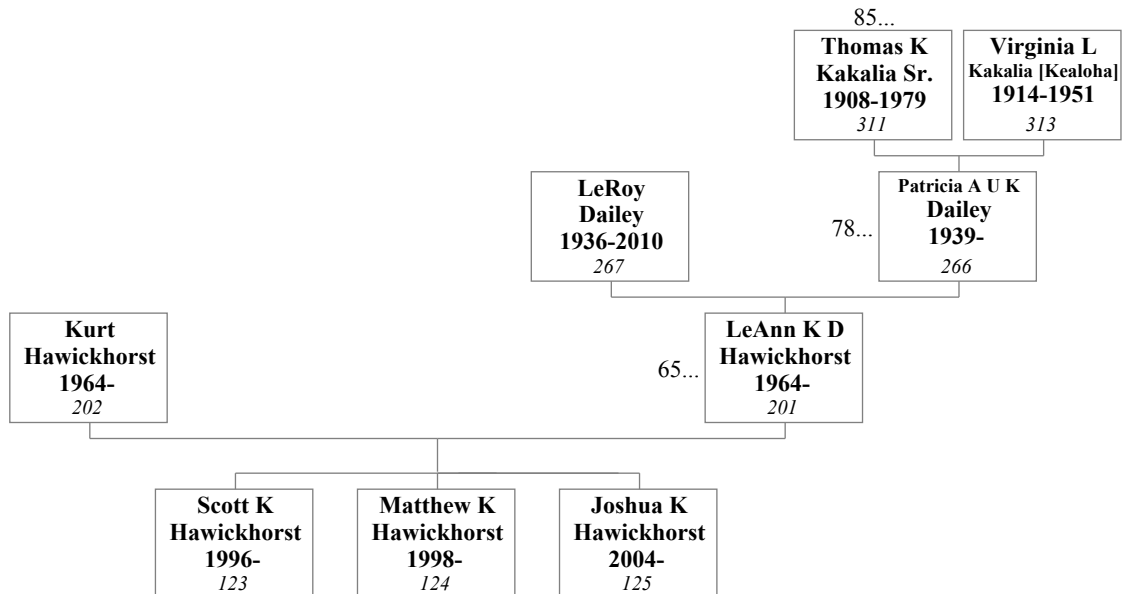 85...
Thomas K
Kakalia Sr.
1908-1979
311
Virginia L
Kakalia [Kealoha]
1914-1951
313
LeRoy
Dailey
1936-2010
267
78...
Patricia A U K
Dailey
1939-
266
Kurt
Hawickhorst
1964-
202
65...
LeAnn K D
Hawickhorst
1964-
201
Scott K
Hawickhorst
1996-
123
Matthew K
Hawickhorst
1998-
124
Joshua K
Hawickhorst
2004-
125